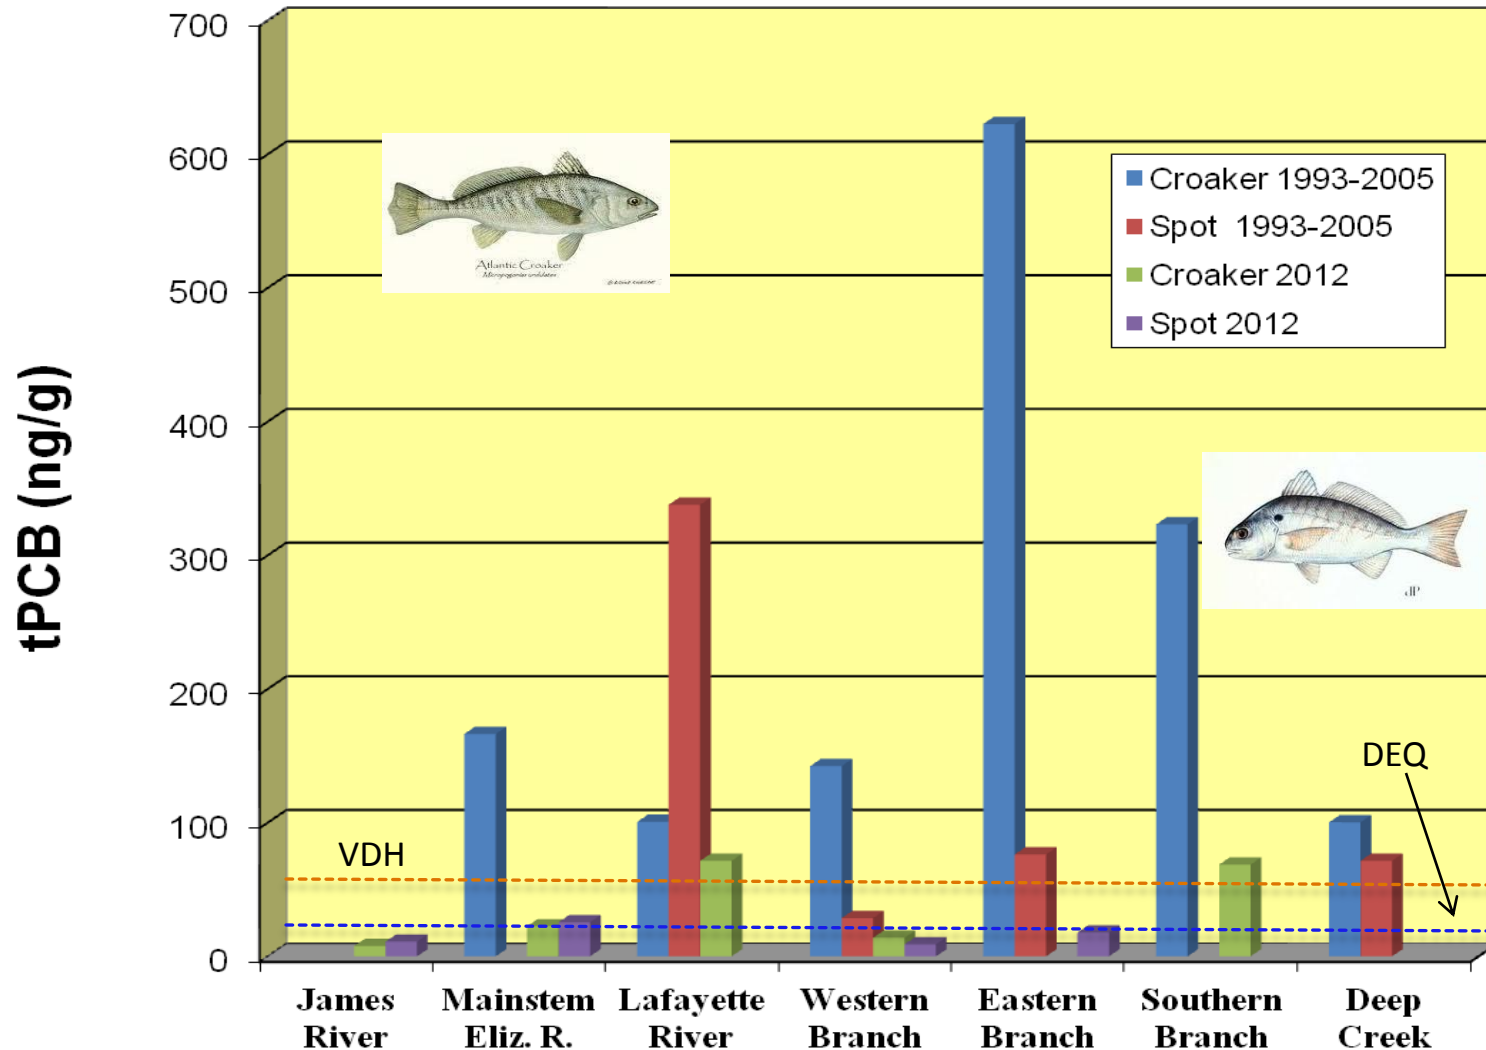 700
600
500
400
300
200
100
0
tPCB (ng/g)
Atlantic Croaker
Croaker 1993-2005
Spot 1993-2005
Croaker 2012
Spot 2012
dP
DEQ
VDH
James
River
Mainstem
Eliz. R.
Lafayette
River
Western
Branch
Eastern
Branch
Southern
Branch
Deep
Creek